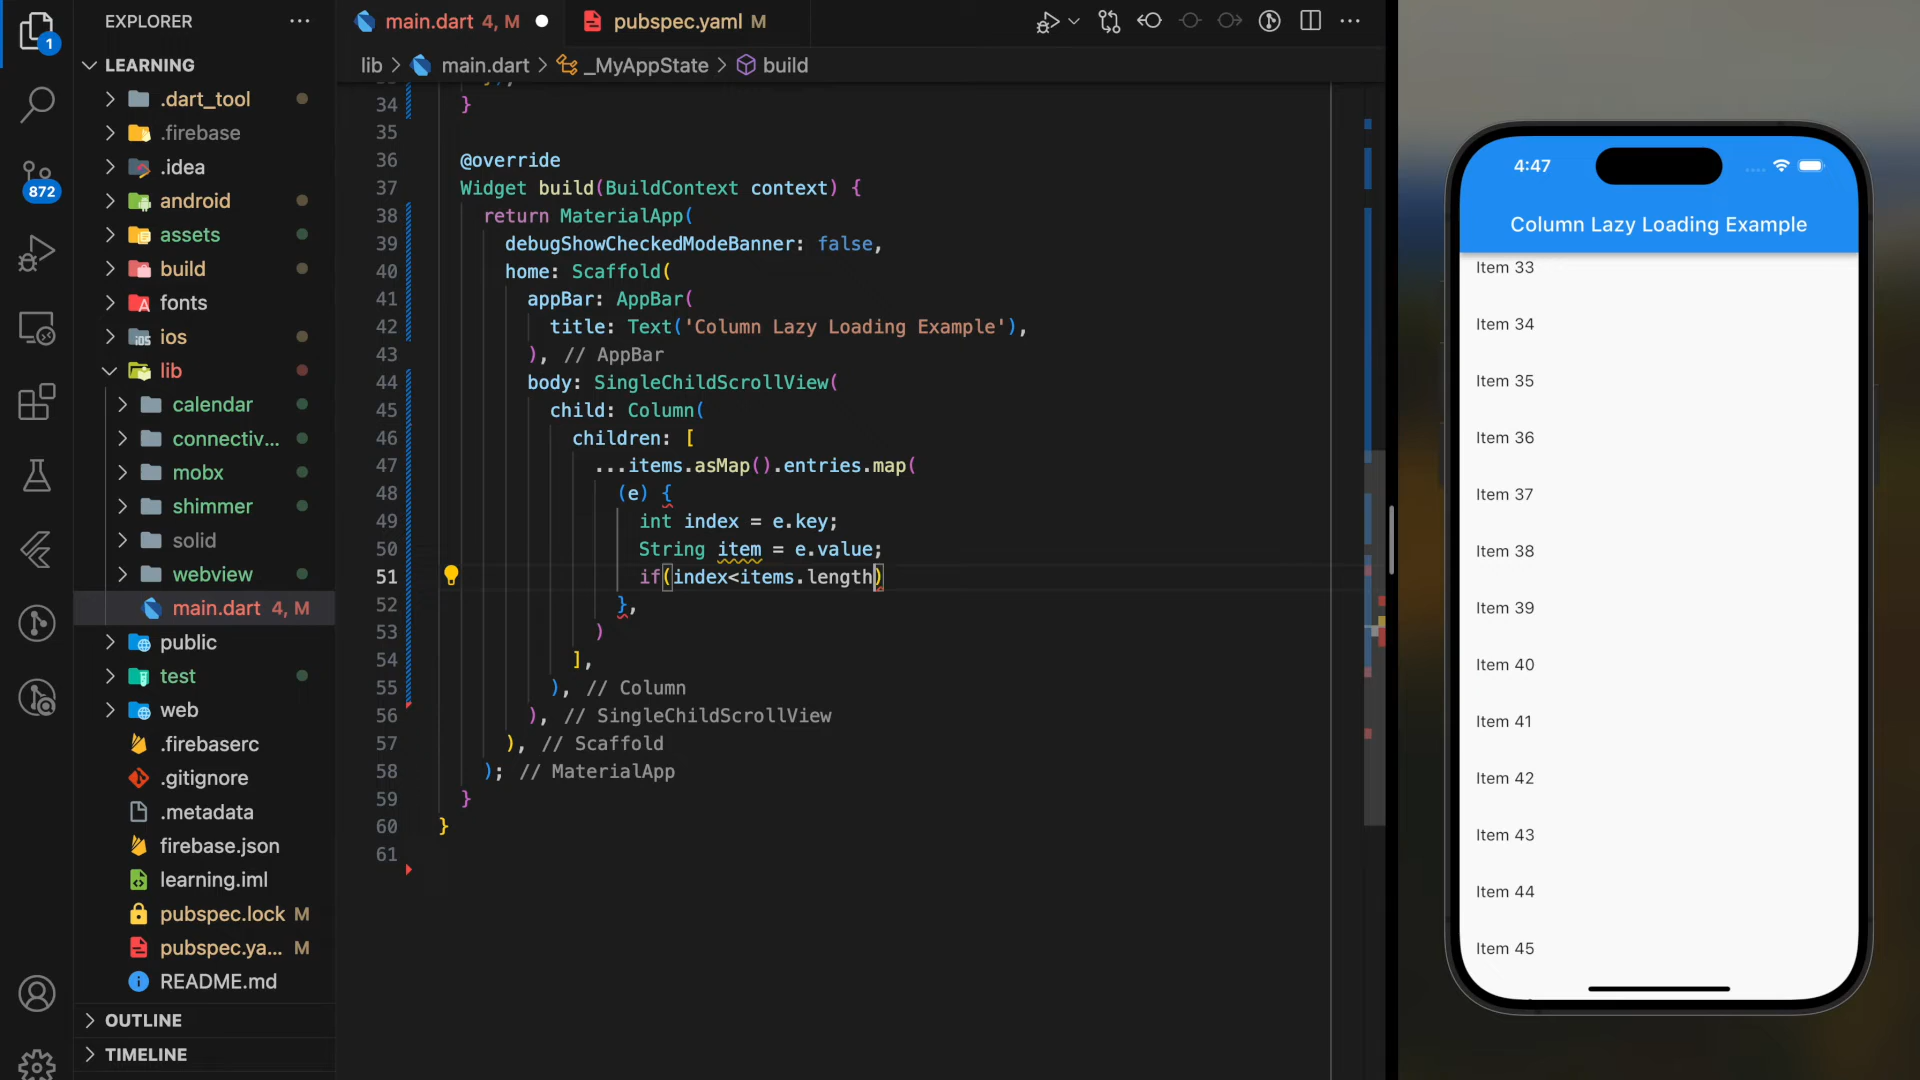 EXPLORER
LEARNING
.dart_tool
.firebase
.idea
android
assets
build
fonts
ios
lib
calendar
connectiv...
mobx
shimmer
solid
webview
main.dart 4, M
public
test
web
.firebaserc
.gitignore
.metadata
firebase.json
learning.iml
pubspec.lock M
pubspec.ya... M
README.md
OUTLINE
TIMELINE
1
872
main.dart 4, M
pubspec.yaml M
lib > main.dart > _MyAppState > build
34 }
35
36 @override
37 Widget build(BuildContext context) {
38 return MaterialApp(
39 debugShowCheckedModeBanner: false,
40 home: Scaffold(
41 appBar: AppBar(
42 title: Text('Column Lazy Loading Example'),
43 ), // AppBar
44 body: SingleChildScrollView(
45 child: Column(
46 children: [
47 ...items.asMap().entries.map(
48 (e) {
49 int index = e.key;
50 String item = e.value;
51 if(index<items.length)
52 },
53 )
54 ],
55 ), // Column
56 ), // SingleChildScrollView
57 ), // Scaffold
58 ); // MaterialApp
59 }
60 }
61
4:47
Column Lazy Loading Example
Item 33
Item 34
Item 35
Item 36
Item 37
Item 38
Item 39
Item 40
Item 41
Item 42
Item 43
Item 44
Item 45